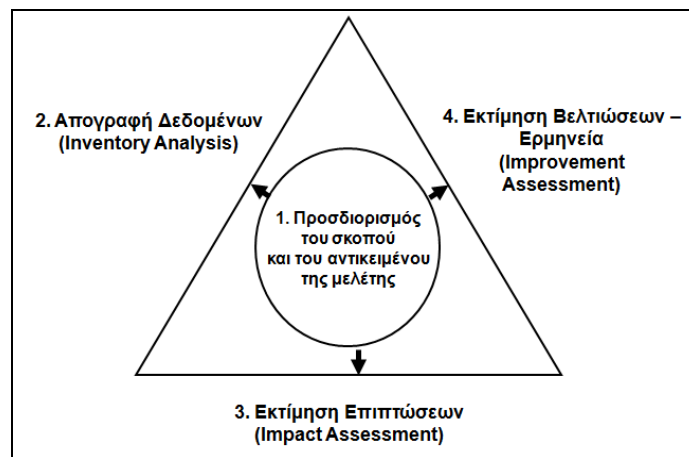 2. Απογραφή Δεδομένων
(Inventory Analysis)
4. Εκτίμηση Βελτιώσεων –
Ερμηνεία
(Improvement
Assessment)
1. Προσδιορισμός
του σκοπού
και του αντικειμένου
της μελέτης
3. Εκτίμηση Επιπτώσεων
(Impact Assessment)